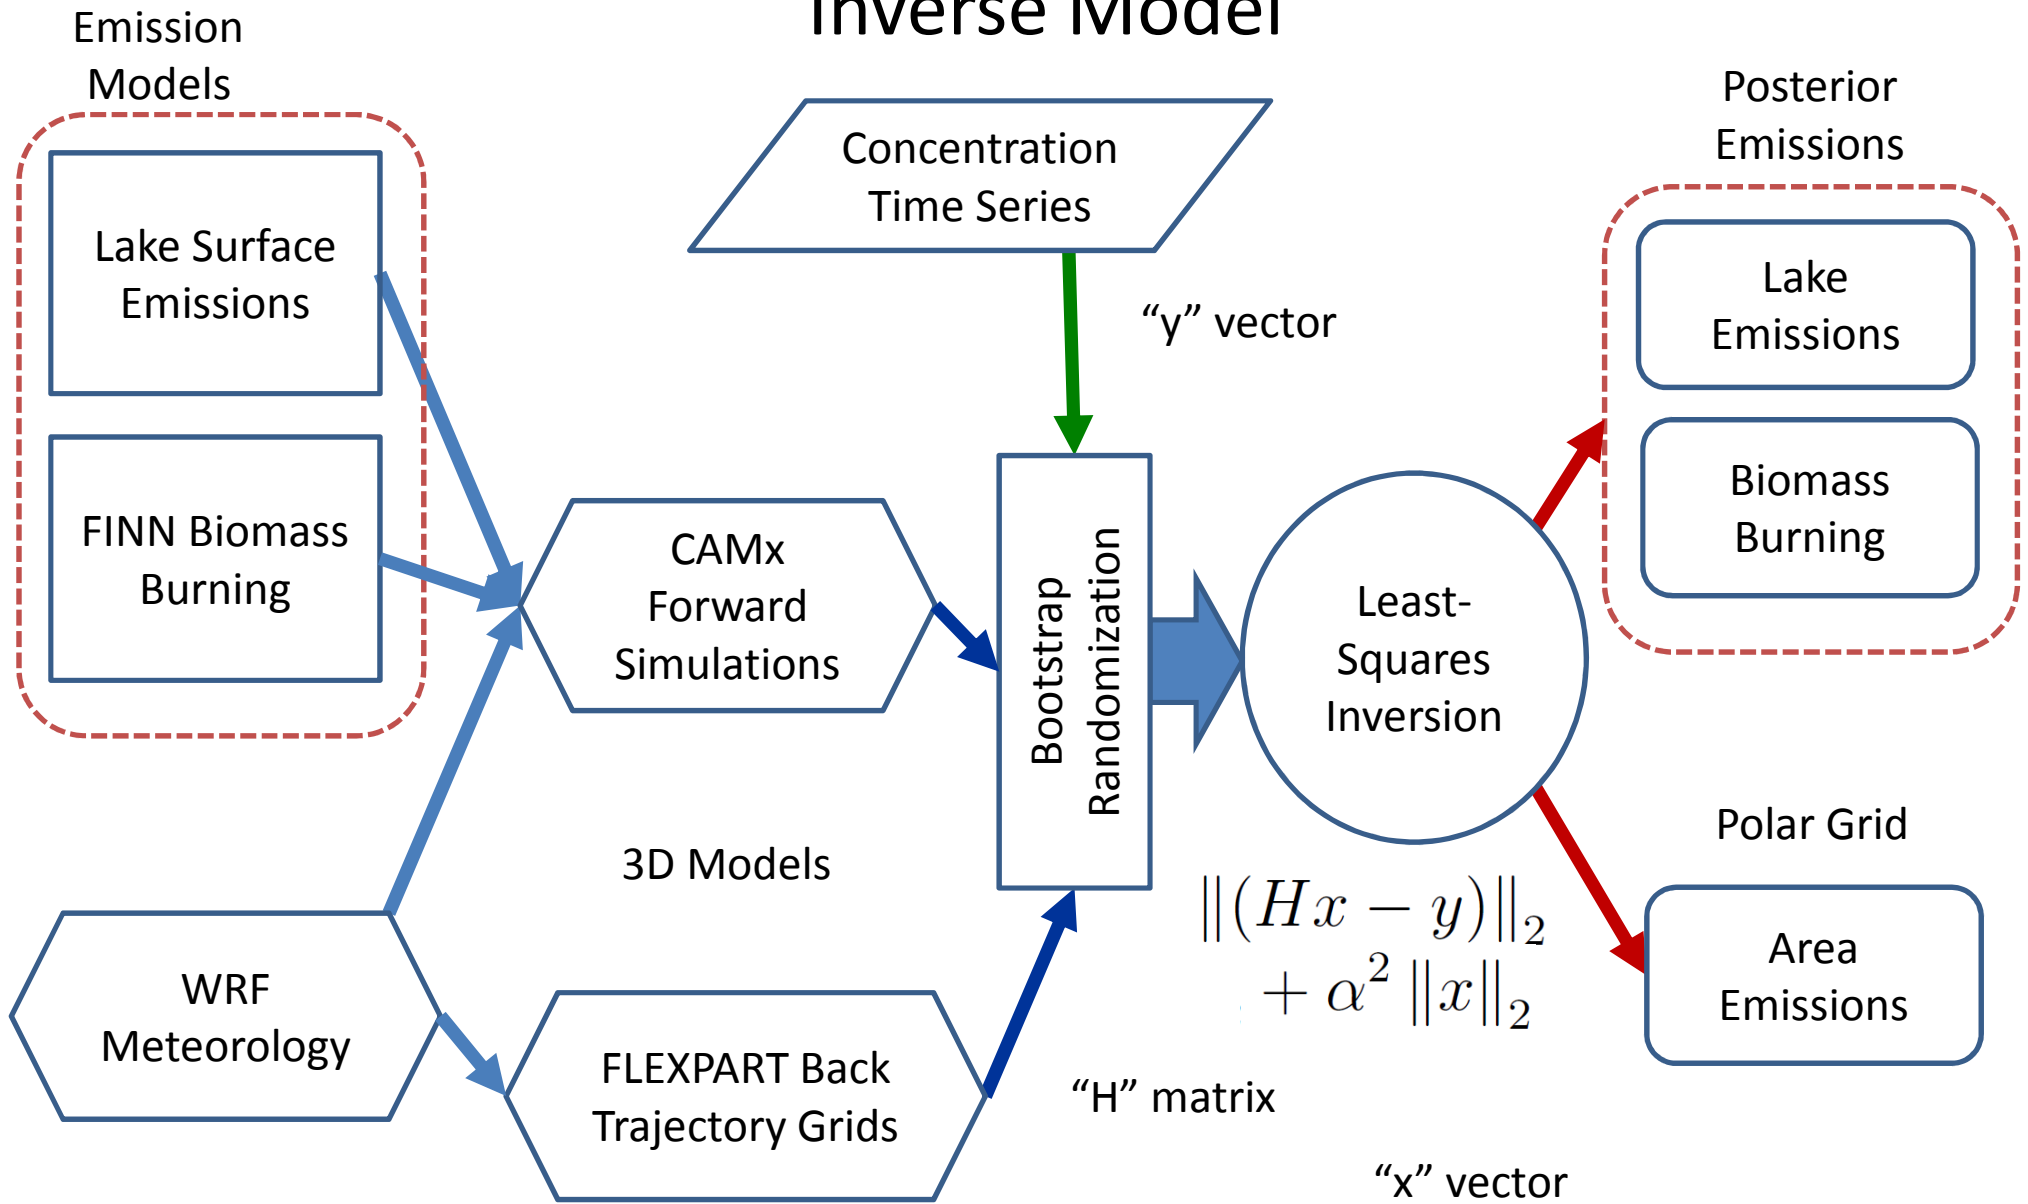 Inverse Model
Emission
Models
Lake Surface
Emissions
FINN Biomass
Burning
WRF
Meteorology
Concentration
Time Series
"y" vector
CAMx
Forward
Simulations
3D Models
FLEXPART Back
Trajectory Grids
Bootstrap
Randomization
"H" matrix
Least-
Squares
Inversion
‖(Hx − y)‖₂
+ α² ‖x‖₂
"x" vector
Posterior
Emissions
Lake
Emissions
Biomass
Burning
Polar Grid
Area
Emissions